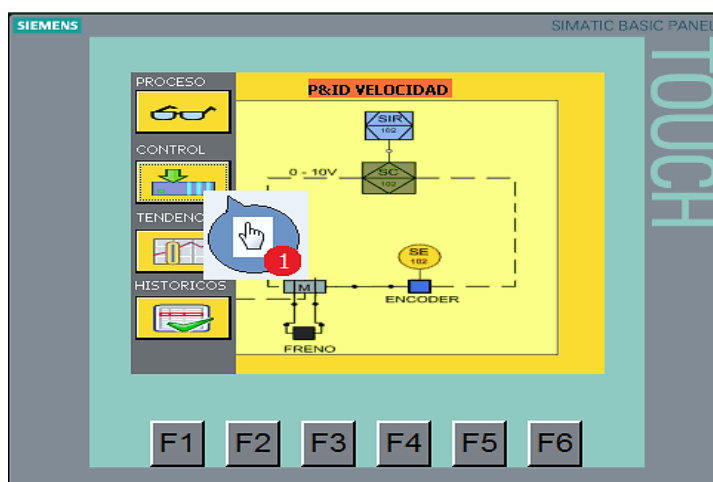 SIEMENS
SIMATIC BASIC PANEL
TOUCH
PROCESO
P&ID VELOCIDAD
SIR
102
CONTROL
0 - 10V
SC
102
TENDENC
1
SE
102
HISTORICOS
M
ENCODER
FRENO
F1 F2 F3 F4 F5 F6